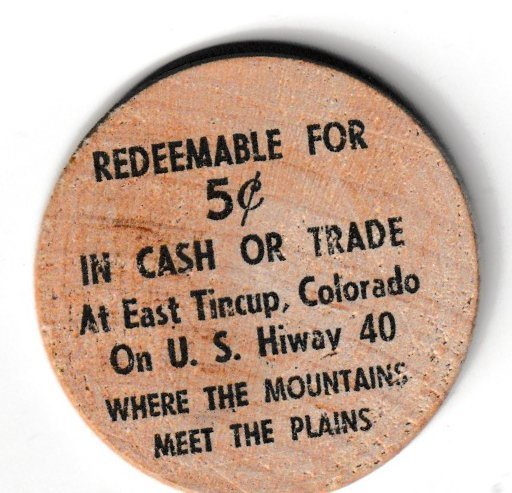 REDEEMABLE FOR
5¢
IN CASH OR TRADE
At East Tincup, Colorado
On U. S. Hiway 40
WHERE THE MOUNTAINS
MEET THE PLAINS